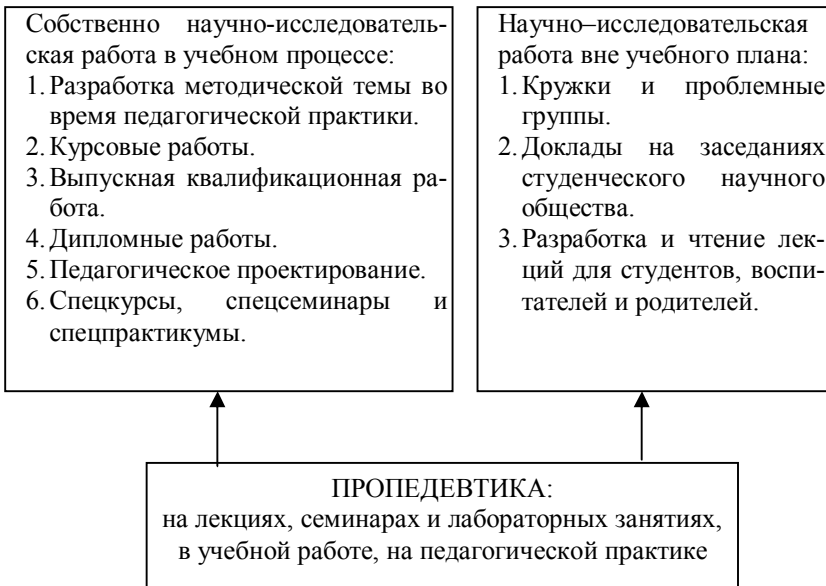 Собственно научно-исследователь-
ская работа в учебном процессе:
1. Разработка методической темы во
время педагогической практики.
2. Курсовые работы.
3. Выпускная квалификационная ра-
бота.
4. Дипломные работы.
5. Педагогическое проектирование.
6. Спецкурсы, спецсеминары и
спецпрактикумы.
Научно–исследовательская
работа вне учебного плана:
1. Кружки и проблемные
группы.
2. Доклады на заседаниях
студенческого научного
общества.
3. Разработка и чтение лек-
ций для студентов, воспи-
тателей и родителей.
ПРОПЕДЕВТИКА:
на лекциях, семинарах и лабораторных занятиях,
в учебной работе, на педагогической практике